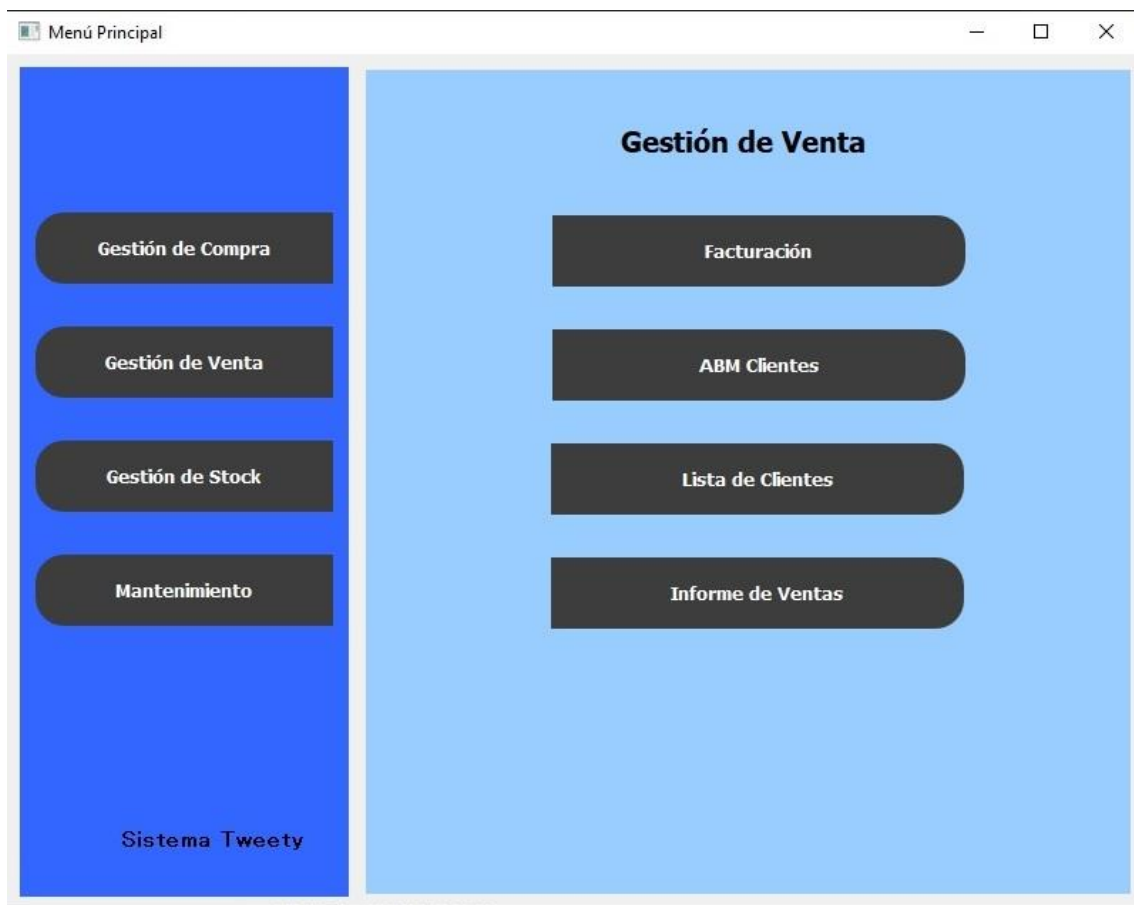 Menú Principal
Gestión de Compra
Gestión de Venta
Gestión de Stock
Mantenimiento
Sistema Tweety
Gestión de Venta
Facturación
ABM Clientes
Lista de Clientes
Informe de Ventas